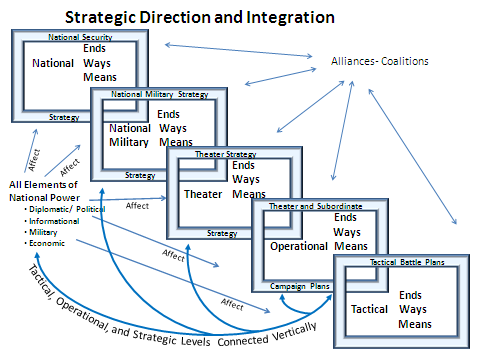 Strategic Direction and Integration
National Security
Ends
National Ways
Means
Strategy
Alliances- Coalitions
National Military Strategy
Ends
National Ways
Military Means
Strategy
Theater Strategy
Ends
Ways
Theater Means
Strategy
Theater and Subordinate
Ends
Ways
Operational Means
Campaign Plans
Tactical Battle Plans
Ends
Tactical Ways
Means
All Elements of
National Power
• Diplomatic/ Political
• Informational
• Military
• Economic
Affect
Affect
Affect
Affect
Affect
Tactical, Operational, and Strategic Levels Connected Vertically